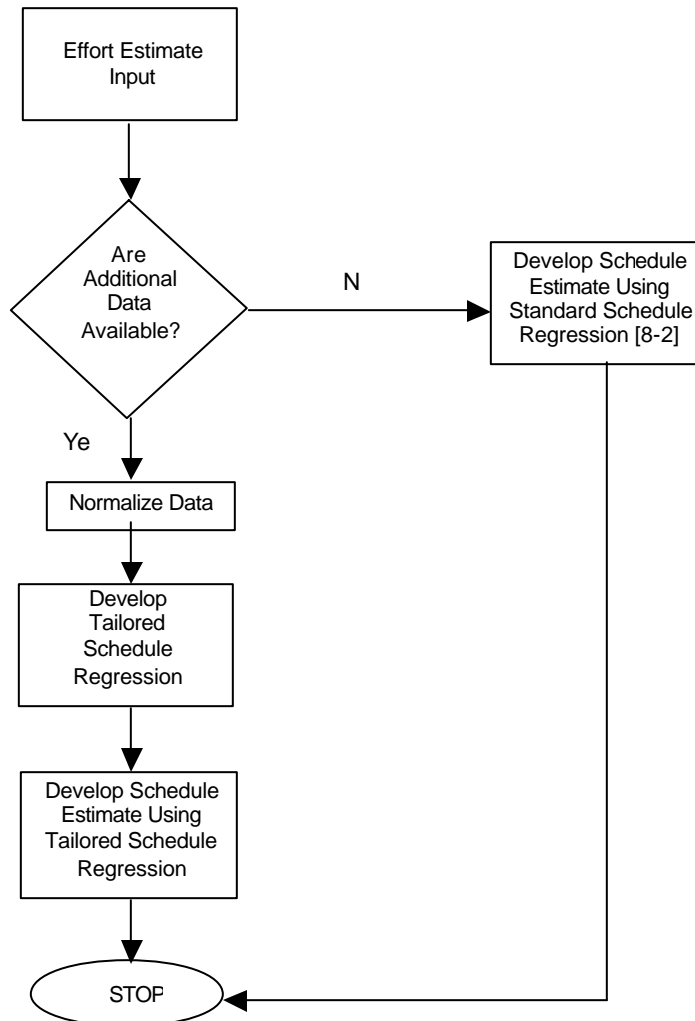 Effort Estimate
Input
Are
Additional
Data
Available?
N
Develop Schedule
Estimate Using
Standard Schedule
Regression [8-2]
Ye
Normalize Data
Develop
Tailored
Schedule
Regression
Develop Schedule
Estimate Using
Tailored Schedule
Regression
STOP